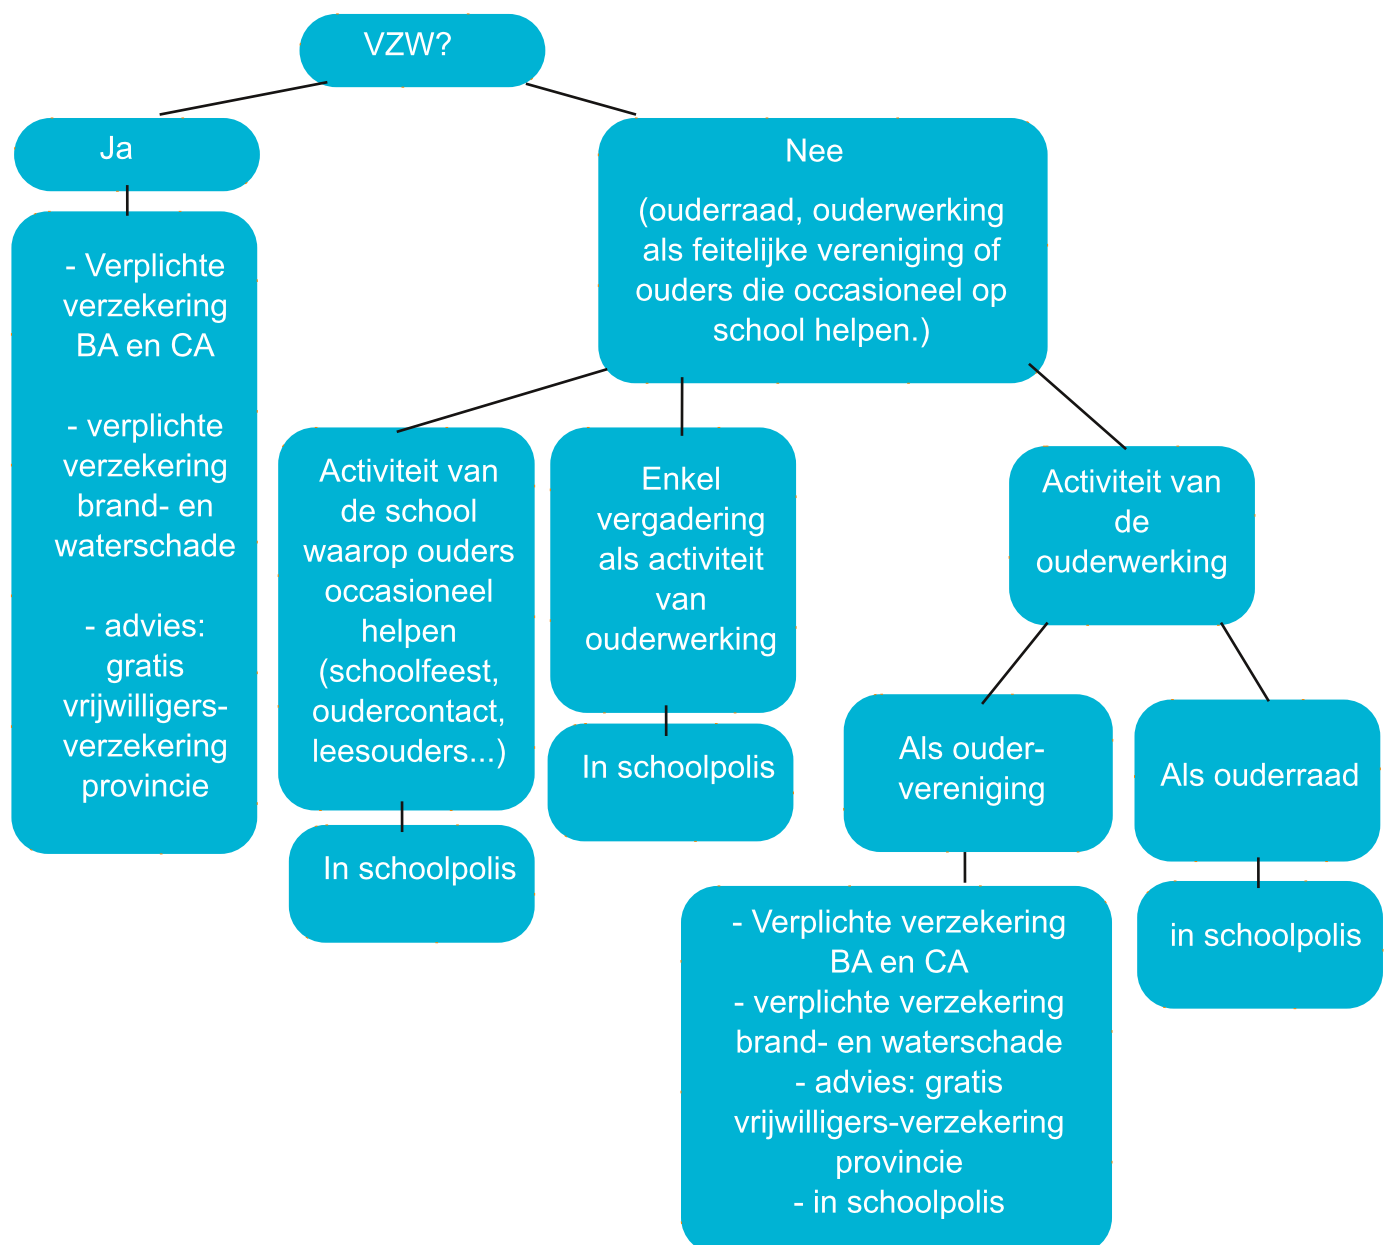 VZW?
Ja
- Verplichte
verzekering
BA en CA
- verplichte
verzekering
brand- en
waterschade
- advies:
gratis
vrijwilligers-
verzekering
provincie
Nee
(ouderraad, ouderwerking
als feitelijke vereniging of
ouders die occasioneel op
school helpen.)
Activiteit van
de school
waarop ouders
occasioneel
helpen
(schoolfeest,
oudercontact,
leesouders...)
In schoolpolis
Enkel
vergadering
als activiteit
van
ouderwerking
In schoolpolis
Activiteit van
de
ouderwerking
Als ouder-
vereniging
- Verplichte verzekering
BA en CA
- verplichte verzekering
brand- en waterschade
- advies: gratis
vrijwilligers-verzekering
provincie
- in schoolpolis
Als ouderraad
in schoolpolis